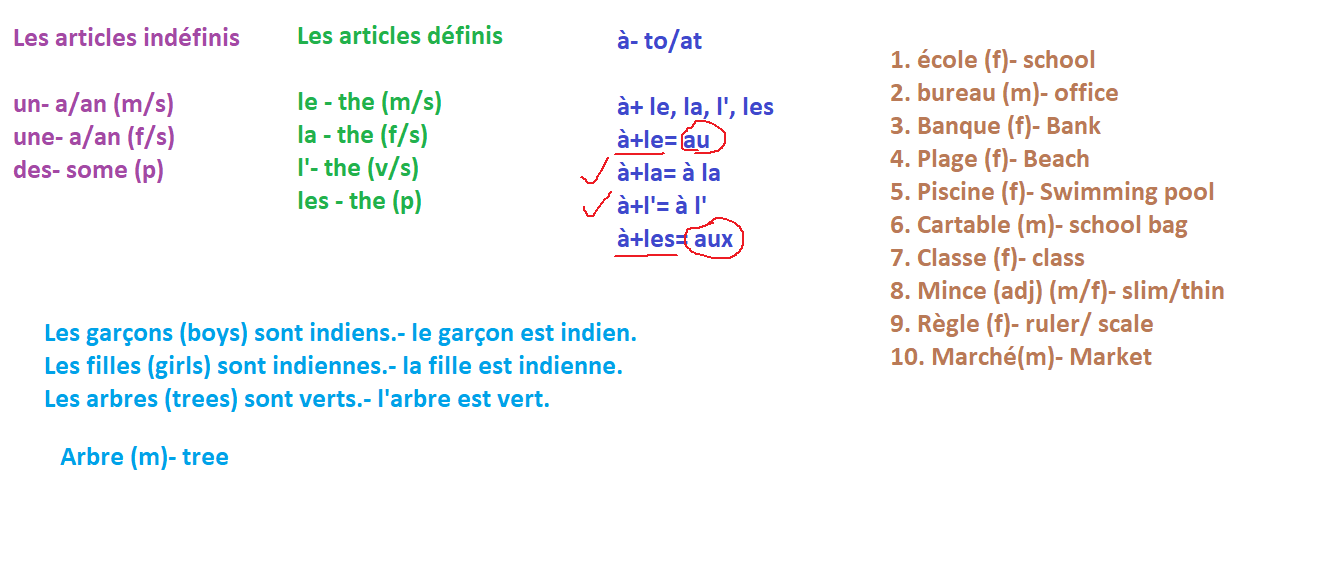 Les articles indéfinis
un- a/an (m/s)
une- a/an (f/s)
des- some (p)
Les articles définis
le - the (m/s)
la - the (f/s)
l'- the (v/s)
les - the (p)
à- to/at
à+ le, la, l', les
à+le= au
à+la= à la
à+l'= à l'
à+les= aux
1. école (f)- school
2. bureau (m)- office
3. Banque (f)- Bank
4. Plage (f)- Beach
5. Piscine (f)- Swimming pool
6. Cartable (m)- school bag
7. Classe (f)- class
8. Mince (adj) (m/f)- slim/thin
9. Règle (f)- ruler/ scale
10. Marché(m)- Market
Les garçons (boys) sont indiens.- le garçon est indien.
Les filles (girls) sont indiennes.- la fille est indienne.
Les arbres (trees) sont verts.- l'arbre est vert.
Arbre (m)- tree